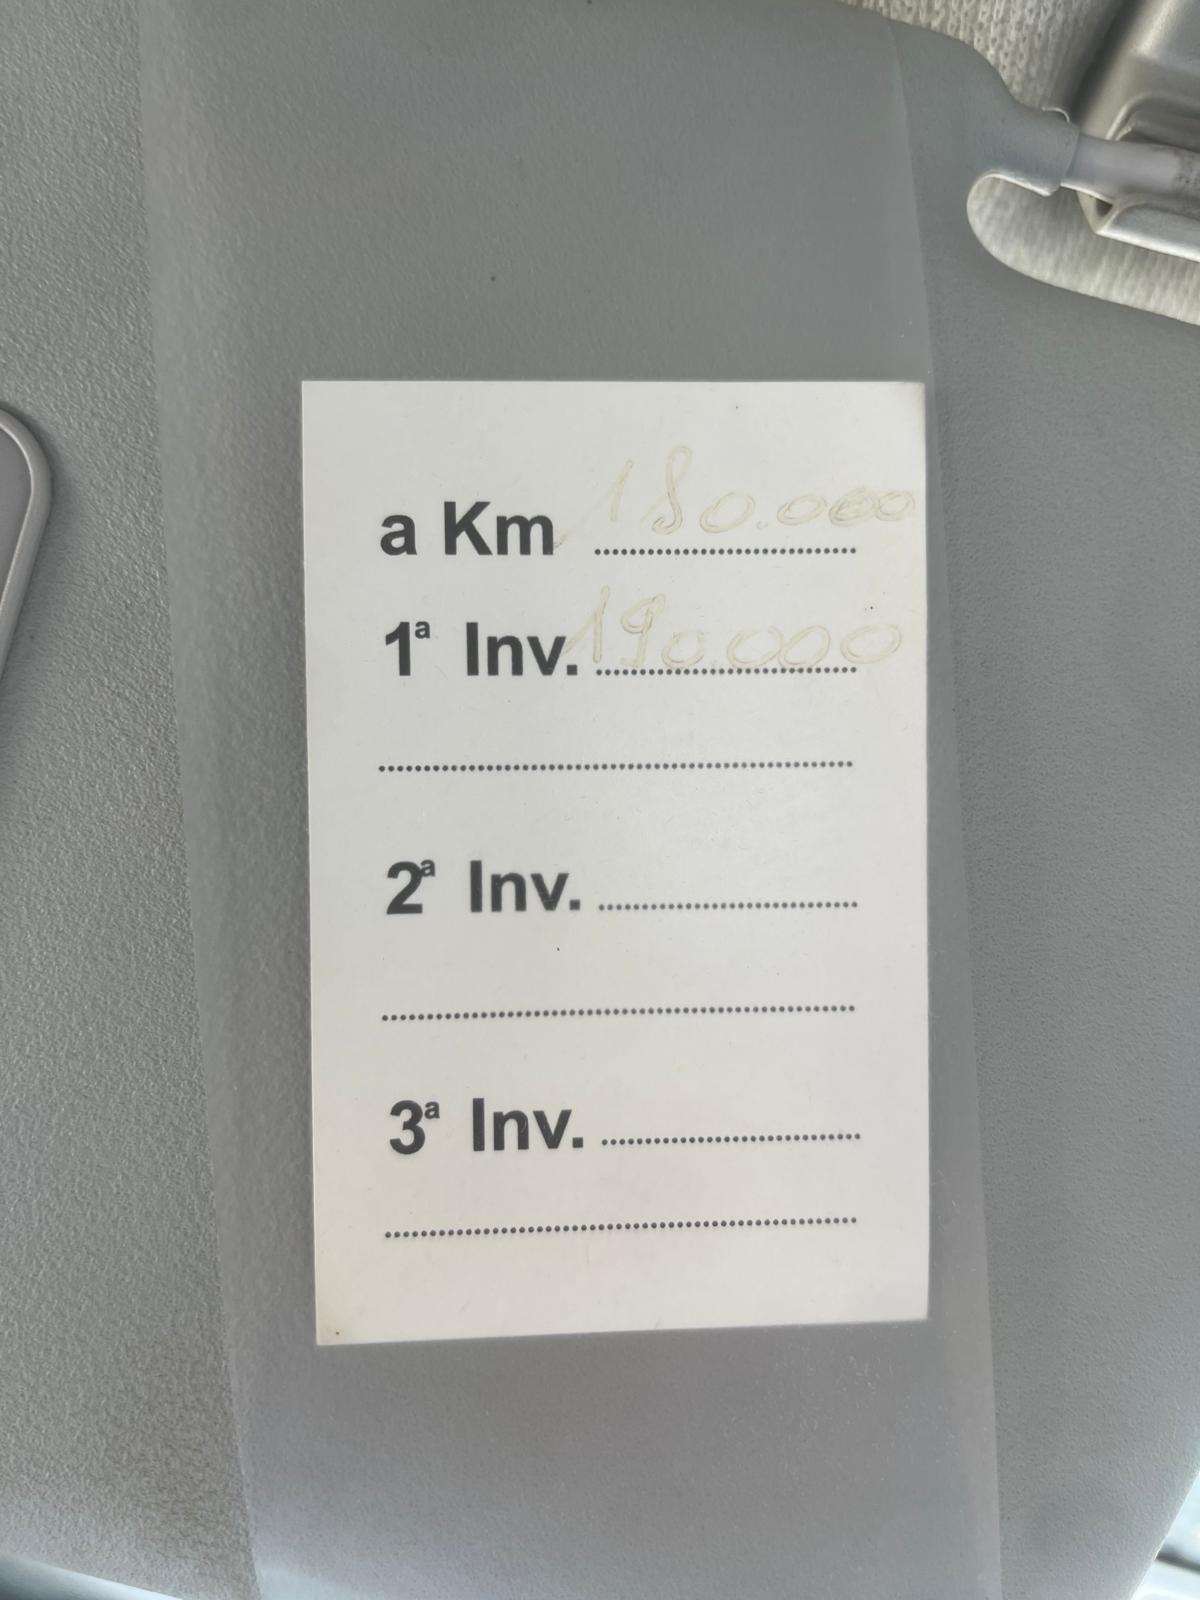 a Km 180.000
1ª Inv. 190.000
2ª Inv.
3ª Inv.